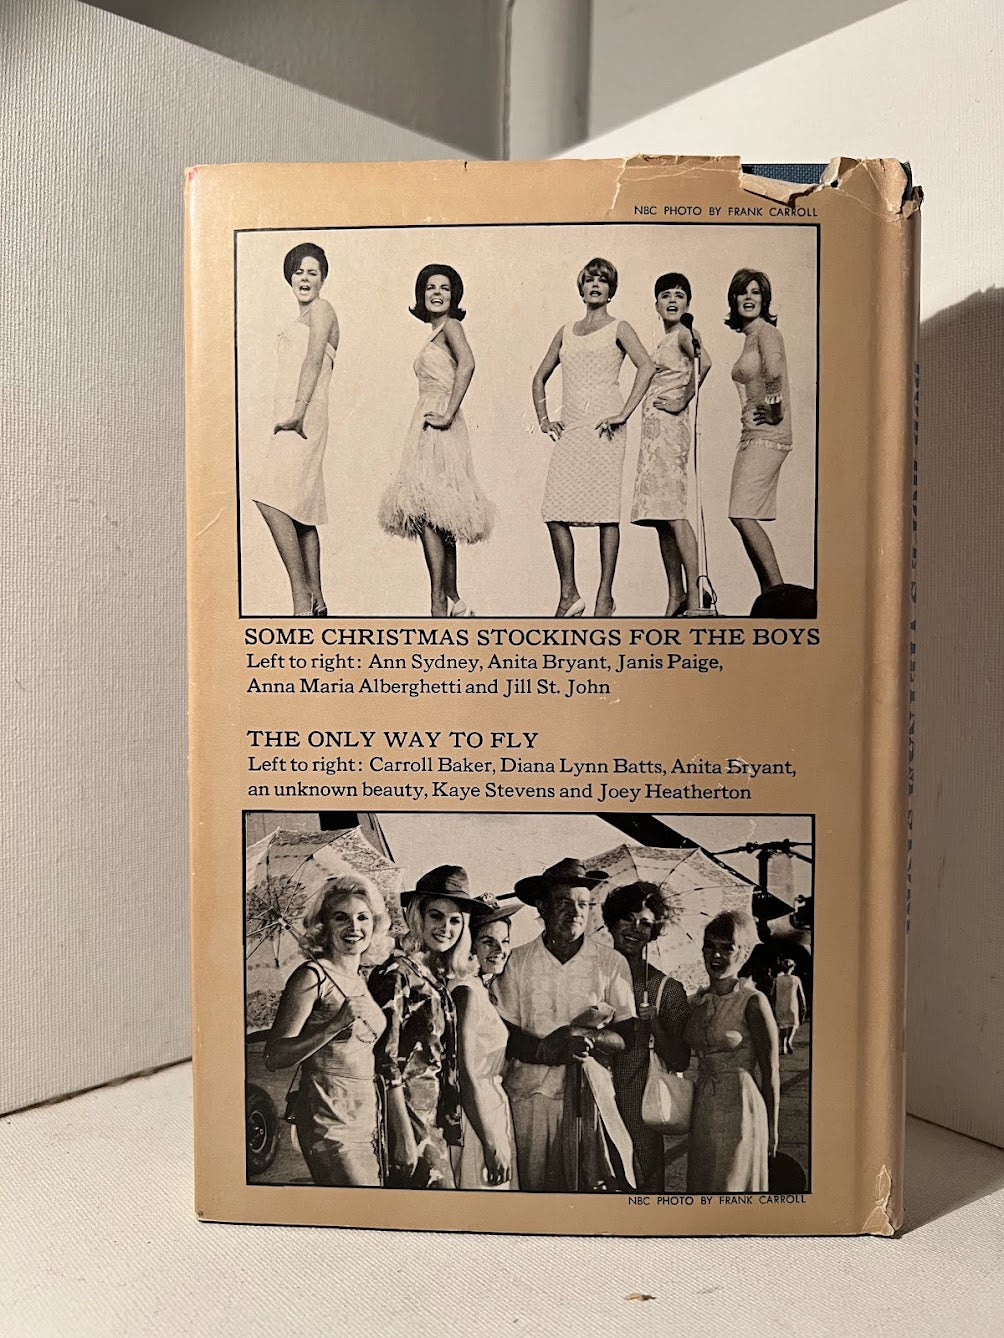 NBC PHOTO BY FRANK CARROLL
SOME CHRISTMAS STOCKINGS FOR THE BOYS
Left to right: Ann Sydney, Anita Bryant, Janis Paige,
Anna Maria Alberghetti and Jill St. John
THE ONLY WAY TO FLY
Left to right: Carroll Baker, Diana Lynn Batts, Anita Bryant,
an unknown beauty, Kaye Stevens and Joey Heatherton
NBC PHOTO BY FRANK CARROLL